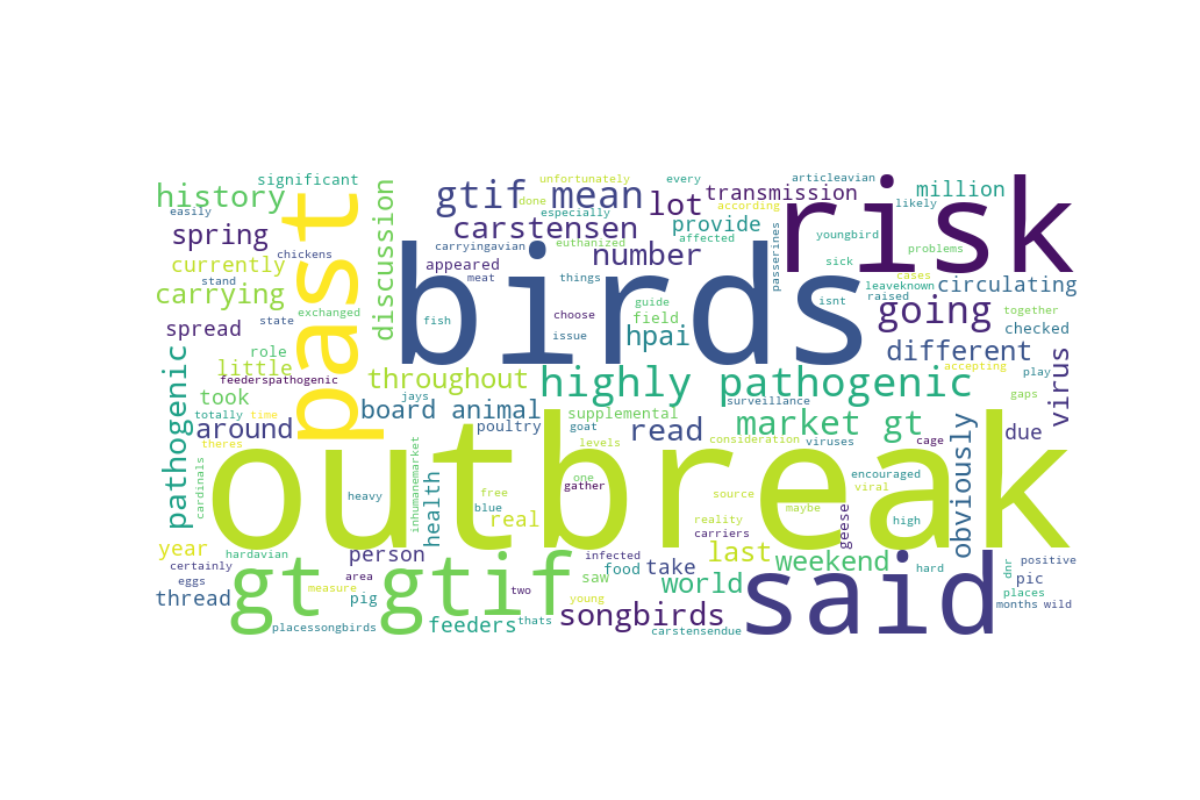 significant
unfortunately
every
articleavian
history
gtif mean
lot
transmission
million
easily
done
according
likely
especially
spring
carstensen
provide
youngbird
carryingavian
euthanized
affected
passerines
problems
chickens
number
currently
appeared
sick
cases
stand
meat
things
isnt
leaveknown
circulating
carrying
discussion
raised
past
birds
risk
exchanged
guide
going
together
state
fish
choose
field
spread
issue
hpai
checked
role
different
little
throughout
highly pathogenic
accepting
play
feederspathogenic
virus
took
jays
surveillance
gaps
pathogenic
totally
time
board animal
supplemental
market gt
around
poultry
goat
read
due
theres
levels
consideration
viruses
cage
outbreak
cardinals
inhumanemarket
heavy
one
gather
encouraged
viral
obviously
health
free
source
maybe
blue
real
reality
high
geese
carriers
year
hardavian
person
infected
last
weekend
hard
dnr
positive
certainly
food
take
eggs
area
saw
world
pic
gt gtif
said
measure
two
places
thread
pig
young
months
wild
placessongbirds
feeders
thats
songbirds
carstensendue